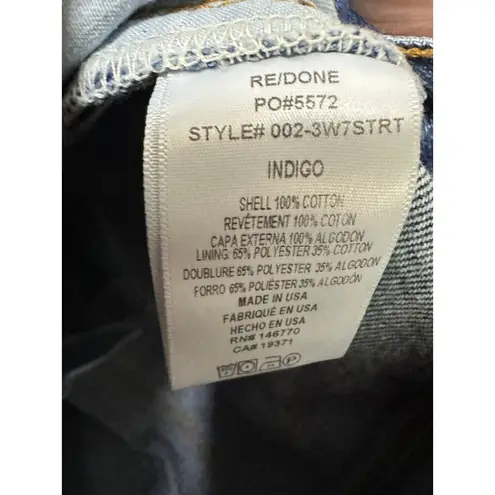 RE/DONE
PO#5572
STYLE# 002-3W7STRT
INDIGO
SHELL 100% COTTON
REVÊTEMENT 100% COTON
CAPA EXTERNA 100% ALGODON
LINING: 65% POLYESTER 35% COTTON
DOUBLURE 65% POLYESTER 35% ALGODON
FORRO 65% POLIÉSTER 35% ALGODÓN
MADE IN USA
FABRIQUÉ EN USA
HECHO EN USA
RN# 146770
CA# 19371